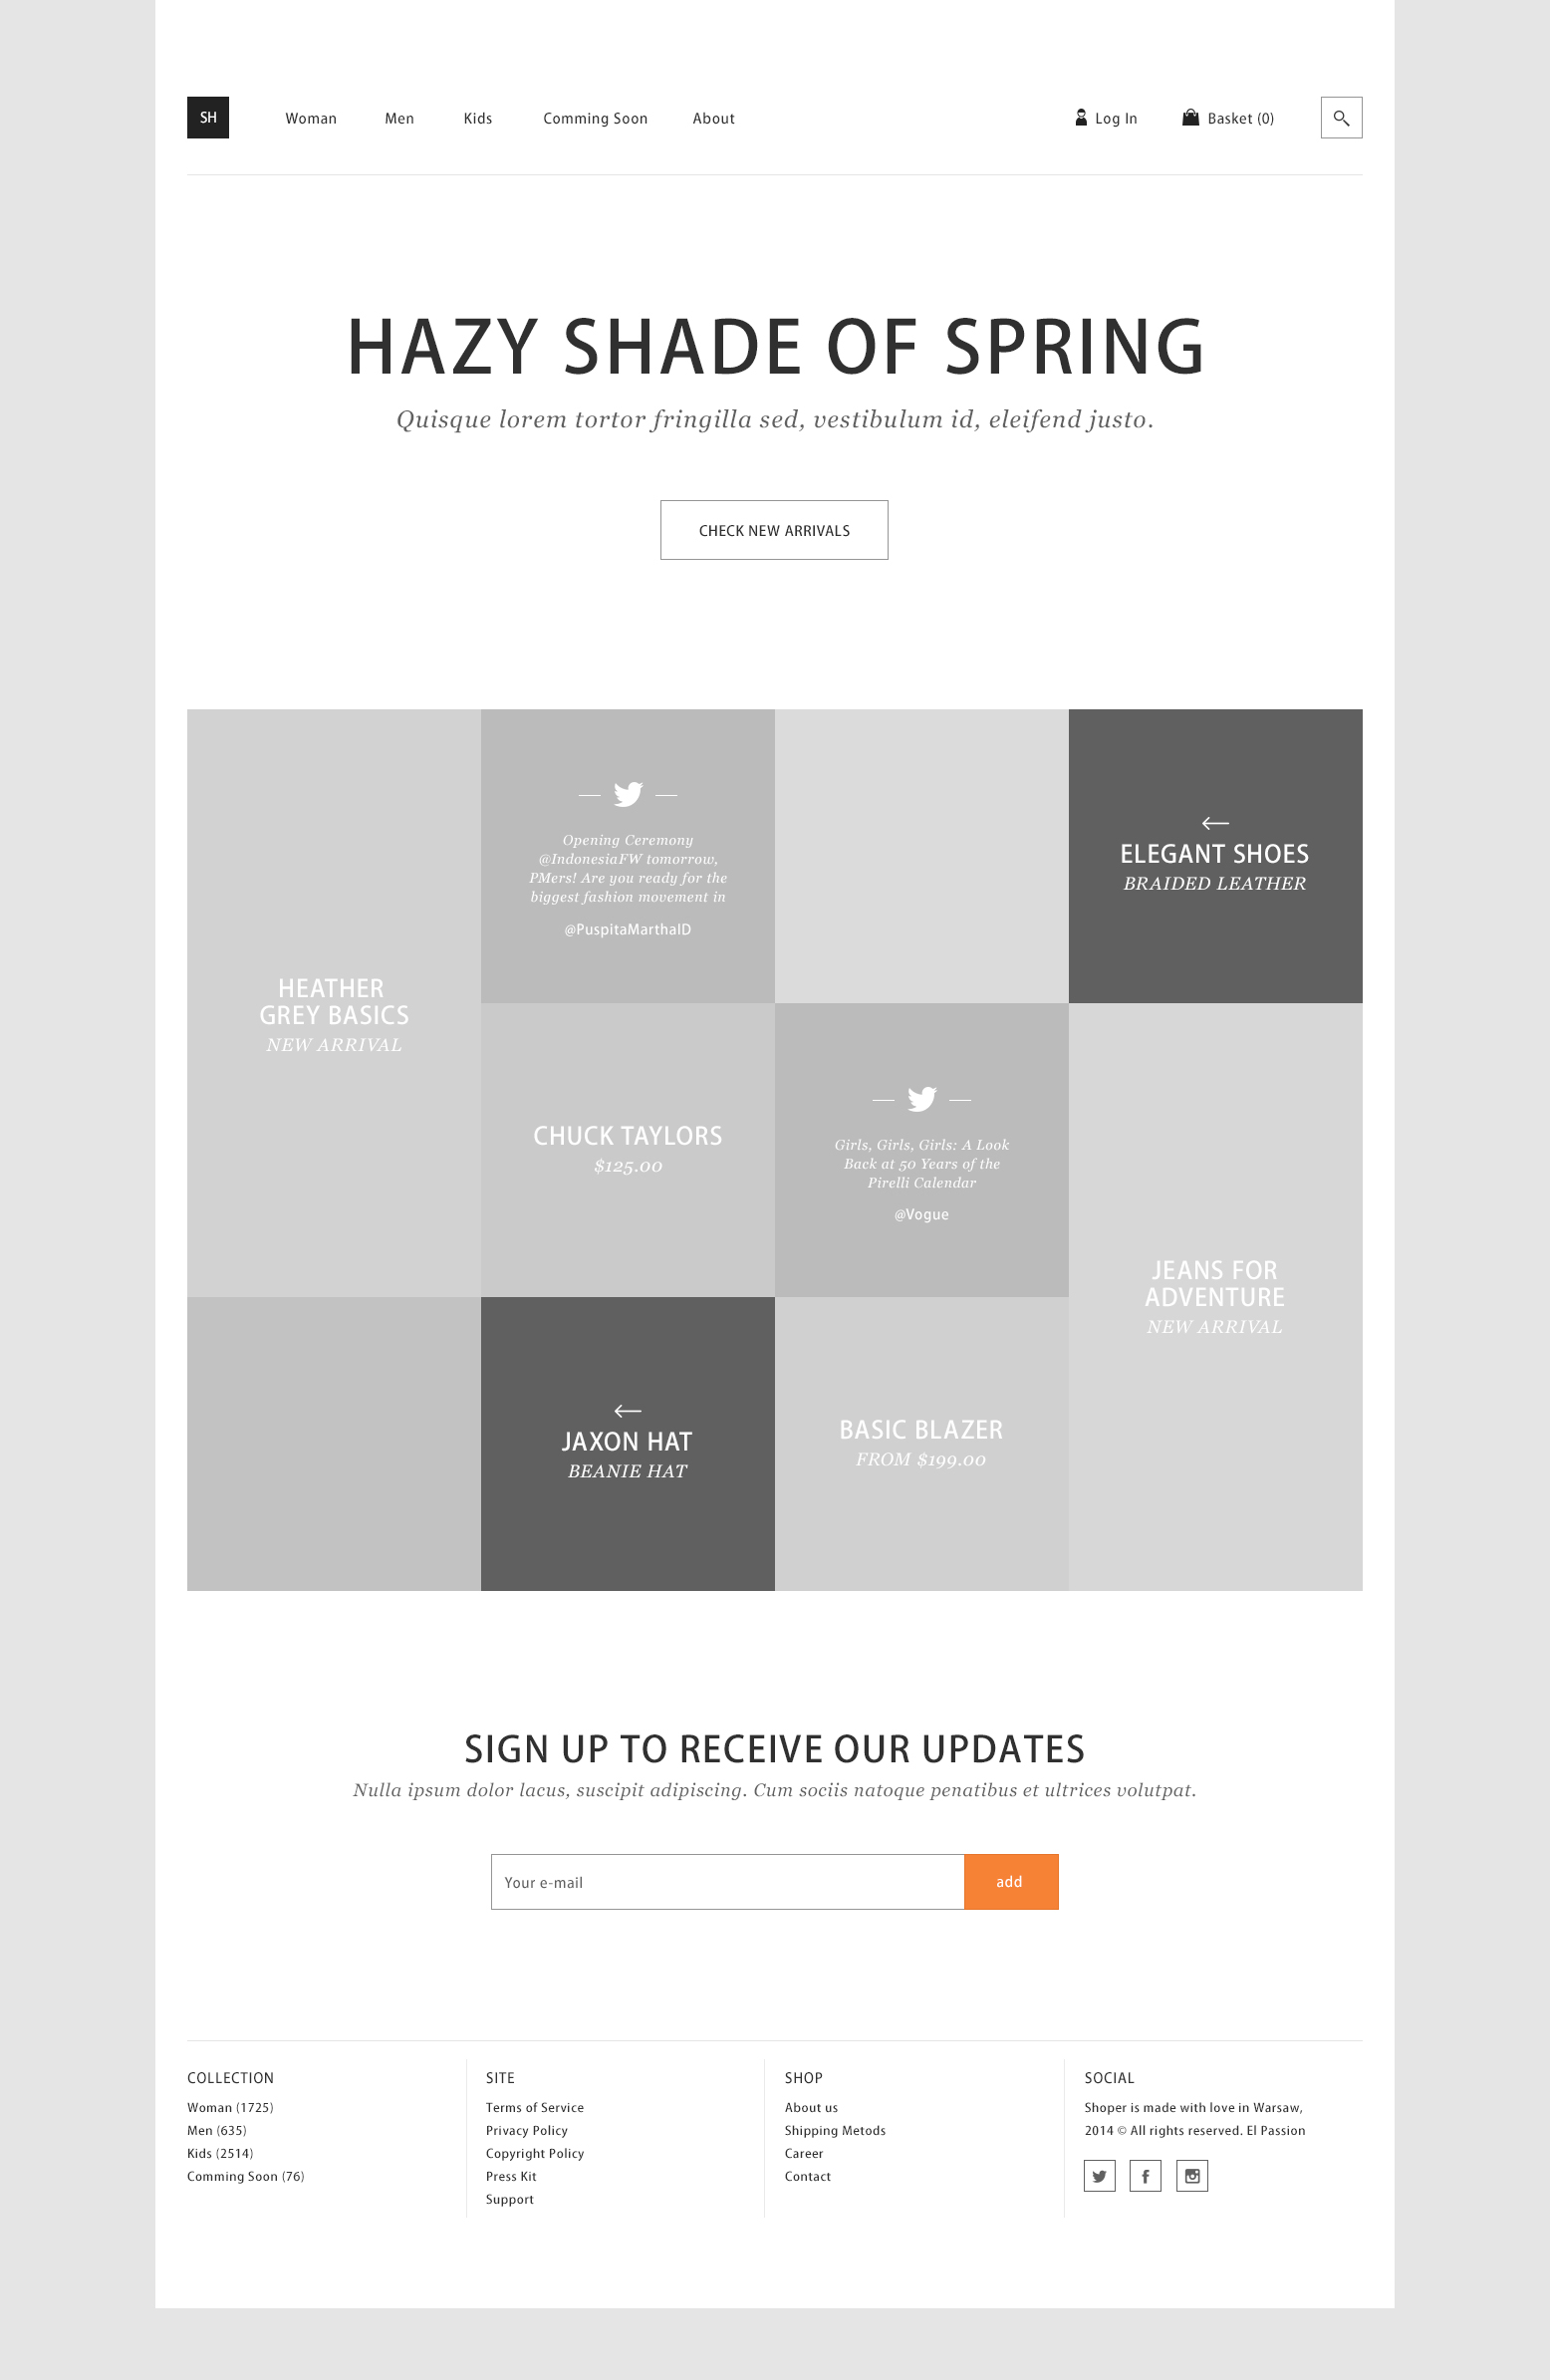 SH
Woman
Men
Kids
Comming Soon
About
Log In
Basket (0)
HAZY SHADE OF SPRING
Quisque lorem tortor fringilla sed, vestibulum id, eleifend justo.
CHECK NEW ARRIVALS
HEATHER
GREY BASICS
NEW ARRIVAL
Opening Ceremony
@IndonesiaFW tomorrow,
PMers! Are you ready for the
biggest fashion movement in
@PuspitaMarthaID
ELEGANT SHOES
BRAIDED LEATHER
CHUCK TAYLORS
$125.00
Girls, Girls, Girls: A Look
Back at 50 Years of the
Pirelli Calendar
@Vogue
JEANS FOR
ADVENTURE
NEW ARRIVAL
JAXON HAT
BEANIE HAT
BASIC BLAZER
FROM $199.00
SIGN UP TO RECEIVE OUR UPDATES
Nulla ipsum dolor lacus, suscipit adipiscing. Cum sociis natoque penatibus et ultrices volutpat.
Your e-mail
add
COLLECTION
Woman (1725)
Men (635)
Kids (2514)
Comming Soon (76)
SITE
Terms of Service
Privacy Policy
Copyright Policy
Press Kit
Support
SHOP
About us
Shipping Metods
Career
Contact
SOCIAL
Shoper is made with love in Warsaw,
2014 © All rights reserved. El Passion